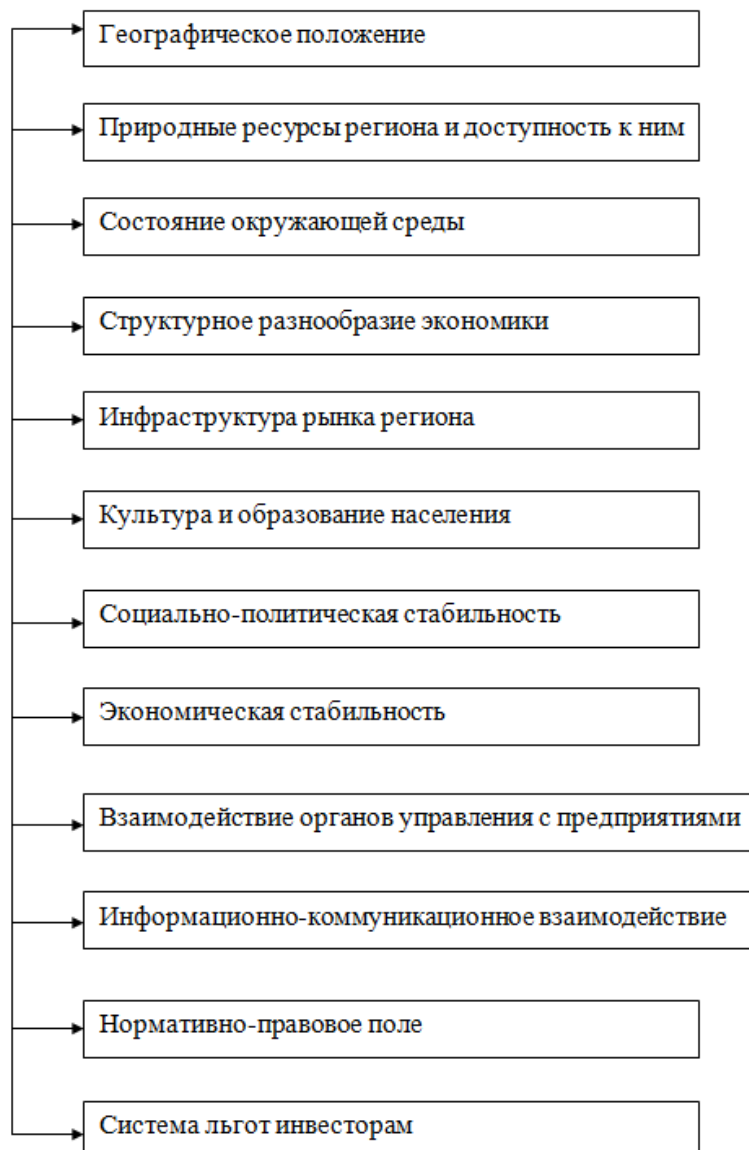 Географическое положение
Природные ресурсы региона и доступность к ним
Состояние окружающей среды
Структурное разнообразие экономики
Инфраструктура рынка региона
Культура и образование населения
Социально-политическая стабильность
Экономическая стабильность
Взаимодействие органов управления с предприятиями
Информационно-коммуникационное взаимодействие
Нормативно-правовое поле
Система льгот инвесторам